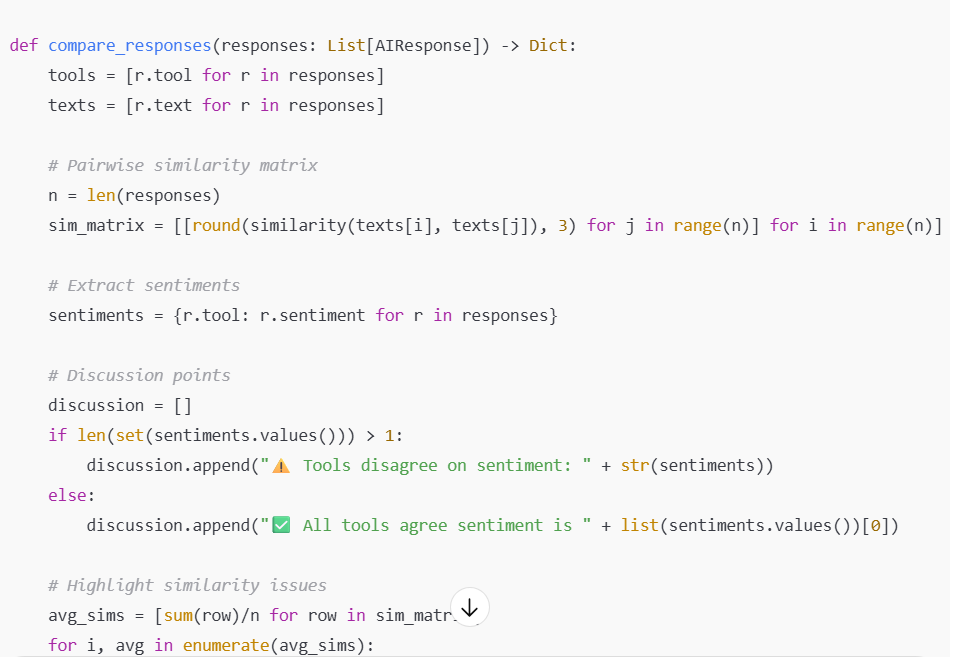 def compare_responses(responses: List[AIResponse]) -> Dict:
    tools = [r.tool for r in responses]
    texts = [r.text for r in responses]

    # Pairwise similarity matrix
    n = len(responses)
    sim_matrix = [[round(similarity(texts[i], texts[j]), 3) for j in range(n)] for i in range(n)]

    # Extract sentiments
    sentiments = {r.tool: r.sentiment for r in responses}

    # Discussion points
    discussion = []
    if len(set(sentiments.values())) > 1:
        discussion.append("⚠️ Tools disagree on sentiment: " + str(sentiments))
    else:
        discussion.append("✅ All tools agree sentiment is " + list(sentiments.values())[0])

    # Highlight similarity issues
    avg_sims = [sum(row)/n for row in
    for i, avg in enumerate(avg_sims):